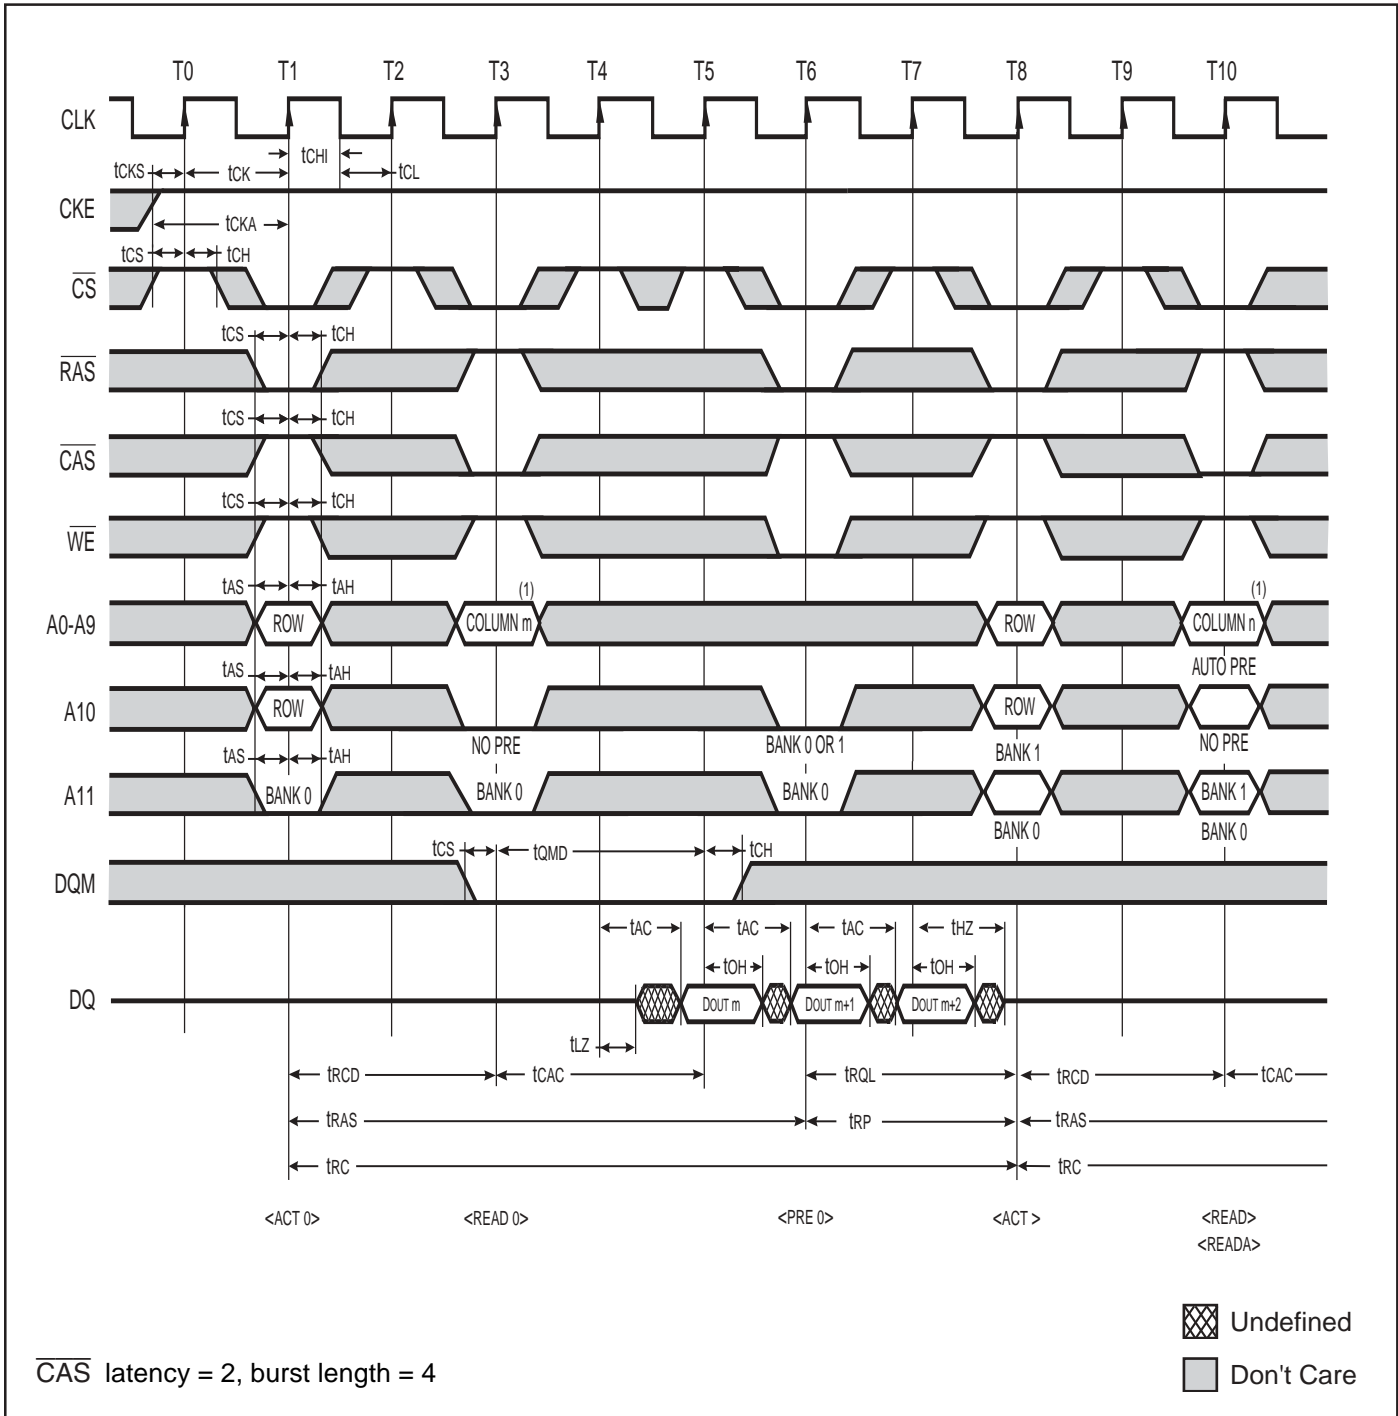 T0 T1 T2 T3 T4 T5 T6 T7 T8 T9 T10
CLK
tCHI
tCKS tCK tCL
CKE
tCKA
tCS tCH
CS
tCS tCH
RAS
tCS tCH
CAS
tCS tCH
WE
tAS tAH (1) (1)
A0-A9 ROW COLUMN m ROW COLUMN n
AUTO PRE
tAS tAH
A10 ROW ROW
NO PRE BANK 0 OR 1 BANK 1 NO PRE
tAS tAH
A11 BANK 0 BANK 0 BANK 0 BANK 1
BANK 0 BANK 0
tCS tQMD tCH
DQM
tAC tAC tAC tHZ
tOH tOH tOH
DQ DOUT m DOUT m+1 DOUT m+2
tLZ
tRCD tCAC tRQL tRCD tCAC
tRAS tRP tRAS
tRC tRC
<ACT 0> <READ 0> <PRE 0> <ACT > <READ>
<READA>
Undefined
CAS latency = 2, burst length = 4
Don't Care